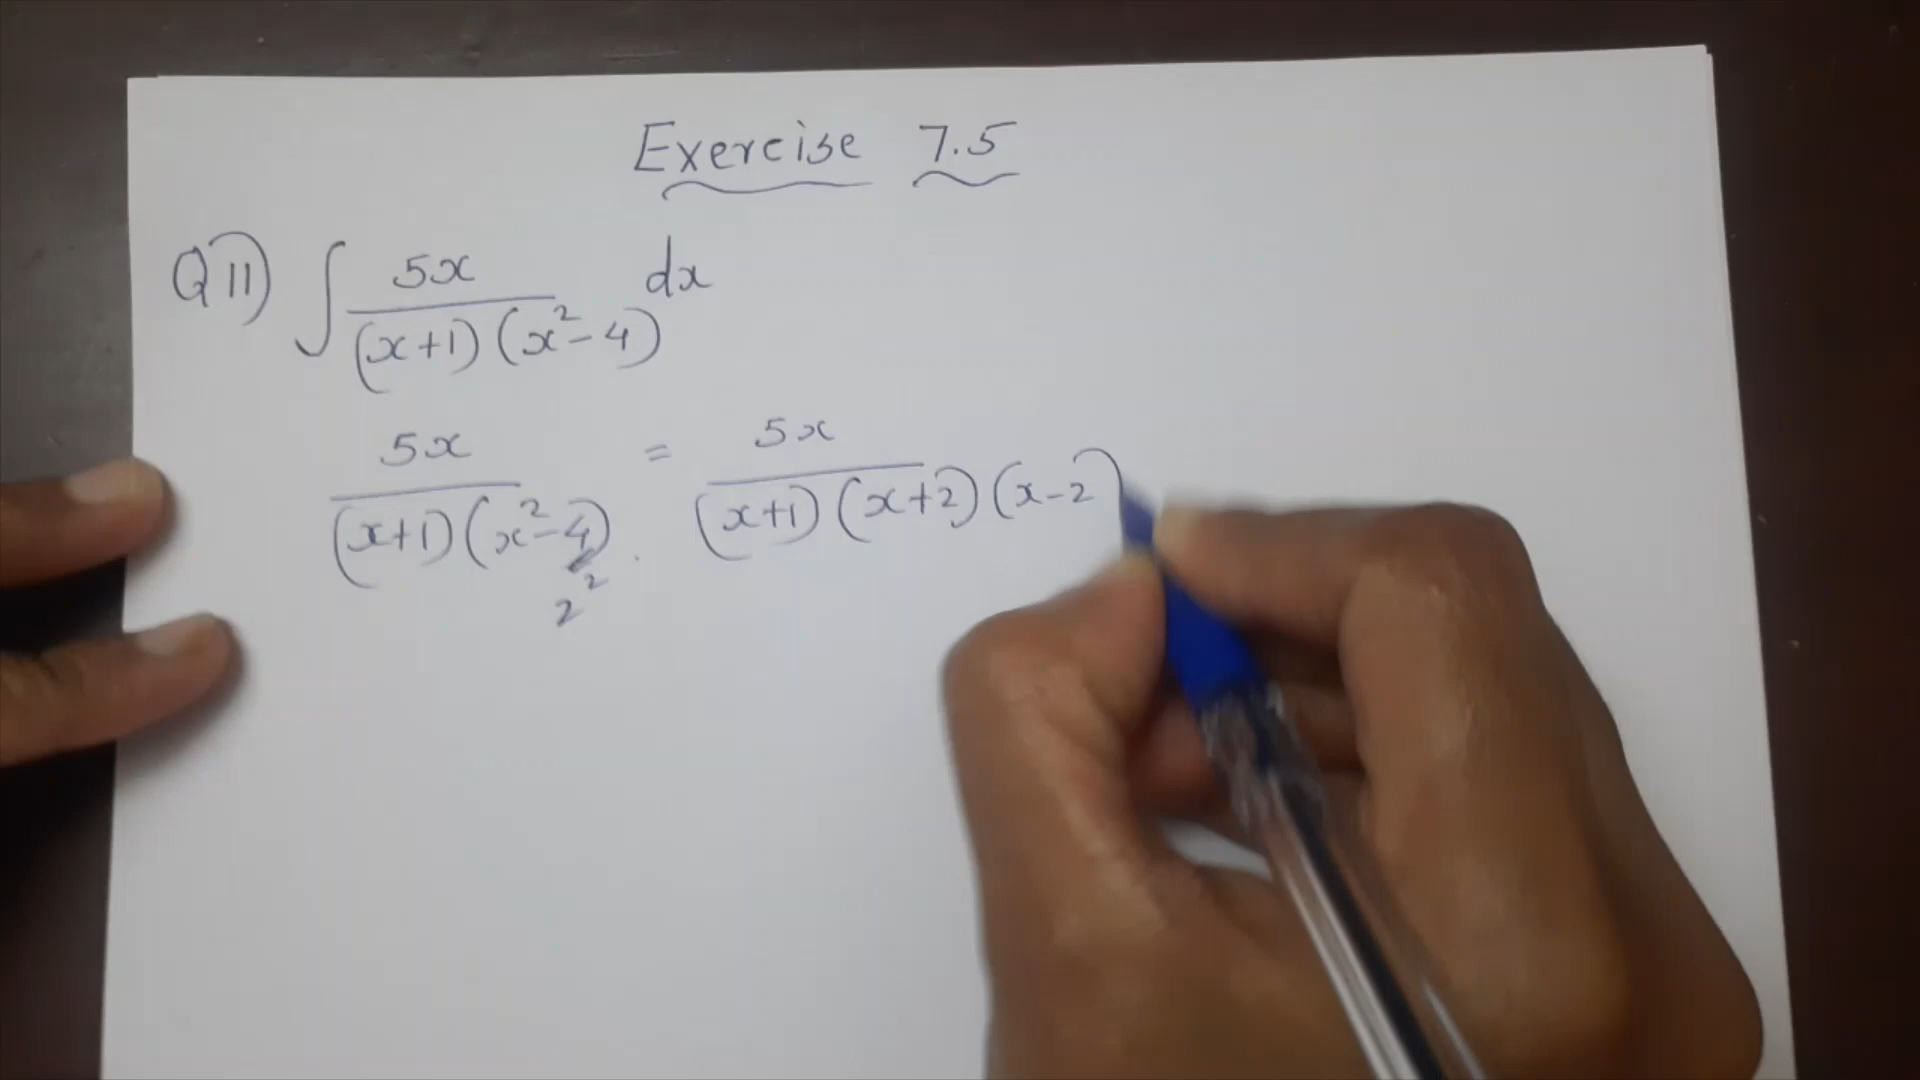 Exercise 7.5
Q11) ∫ 5x / (x+1)(x²-4) dx
5x / (x+1)(x²-4) = 5x / (x+1)(x+2)(x-2)
2²